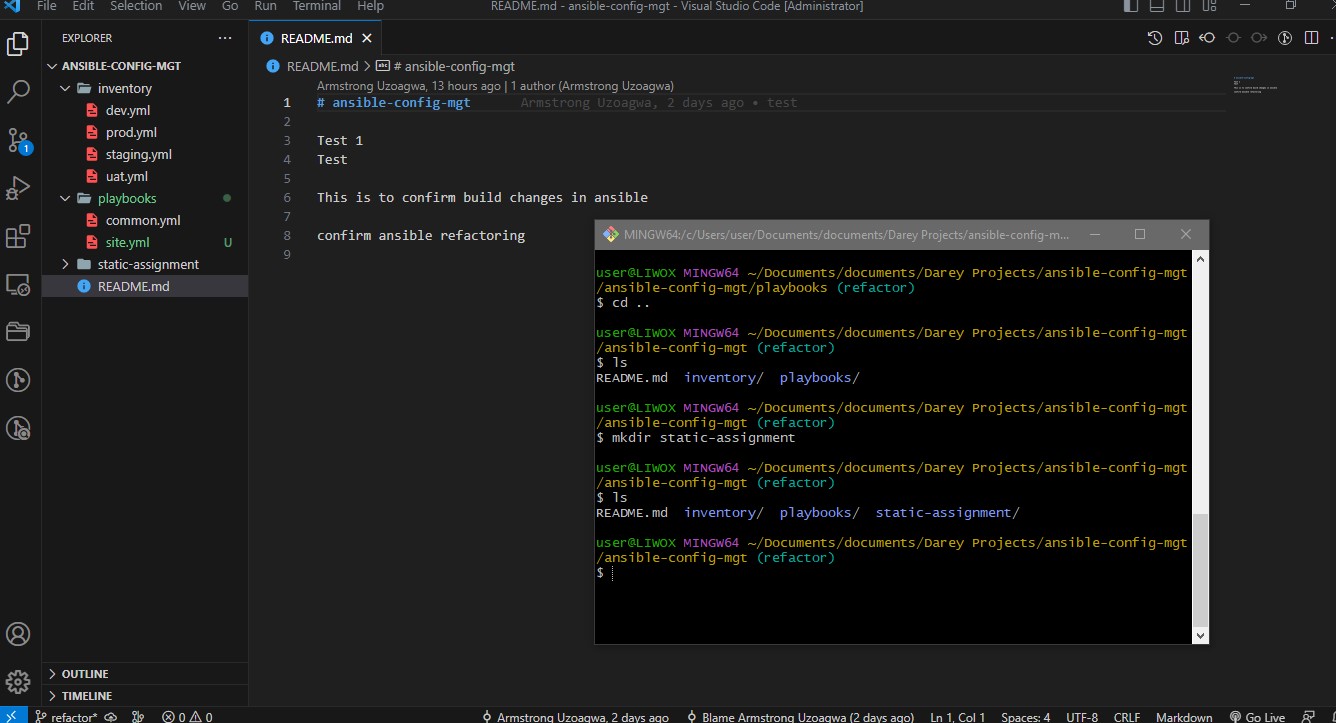 File Edit Selection View Go Run Terminal Help
README.md - ansible-config-mgt - Visual Studio Code [Administrator]
EXPLORER
ANSIBLE-CONFIG-MGT
inventory
dev.yml
prod.yml
staging.yml
uat.yml
playbooks
common.yml
site.yml U
static-assignment
README.md
OUTLINE
TIMELINE
1
README.md
README.md > abc # ansible-config-mgt
Armstrong Uzoagwa, 13 hours ago | 1 author (Armstrong Uzoagwa)
1 # ansible-config-mgt Armstrong Uzoagwa, 2 days ago • test
2
3 Test 1
4 Test
5
6 This is to confirm build changes in ansible
7
8 confirm ansible refactoring
9
MINGW64:/c/Users/user/Documents/documents/Darey Projects/ansible-config-m...
user@LIWOX MINGW64 ~/Documents/documents/Darey Projects/ansible-config-mgt
/ansible-config-mgt/playbooks (refactor)
$ cd ..
user@LIWOX MINGW64 ~/Documents/documents/Darey Projects/ansible-config-mgt
/ansible-config-mgt (refactor)
$ ls
README.md inventory/ playbooks/
user@LIWOX MINGW64 ~/Documents/documents/Darey Projects/ansible-config-mgt
/ansible-config-mgt (refactor)
$ mkdir static-assignment
user@LIWOX MINGW64 ~/Documents/documents/Darey Projects/ansible-config-mgt
/ansible-config-mgt (refactor)
$ ls
README.md inventory/ playbooks/ static-assignment/
user@LIWOX MINGW64 ~/Documents/documents/Darey Projects/ansible-config-mgt
/ansible-config-mgt (refactor)
$
refactor* 0 0 Armstrong Uzoagwa, 2 days ago Blame Armstrong Uzoagwa (2 days ago) Ln 1, Col 1 Spaces: 4 UTF-8 CRLF Markdown Go Live